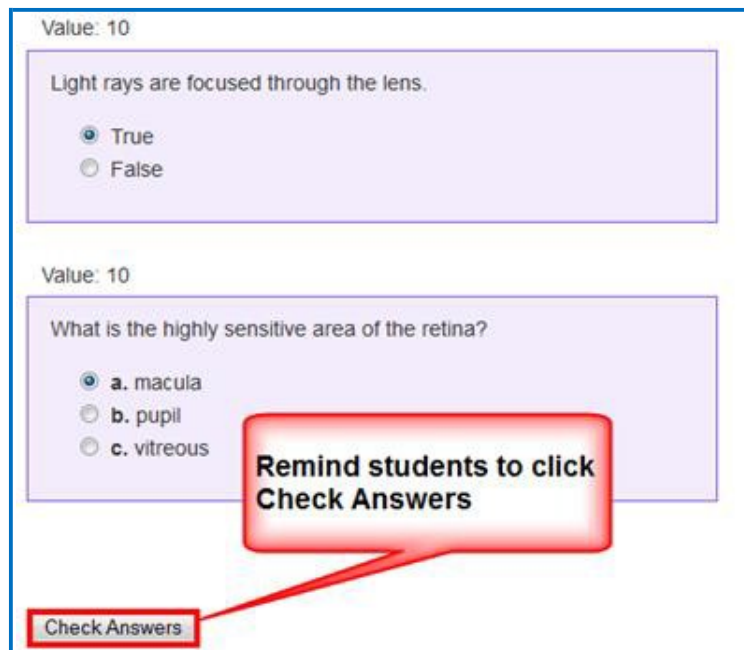 Value: 10
Light rays are focused through the lens.
True
False
Value: 10
What is the highly sensitive area of the retina?
a. macula
b. pupil
c. vitreous
Remind students to click
Check Answers
Check Answers